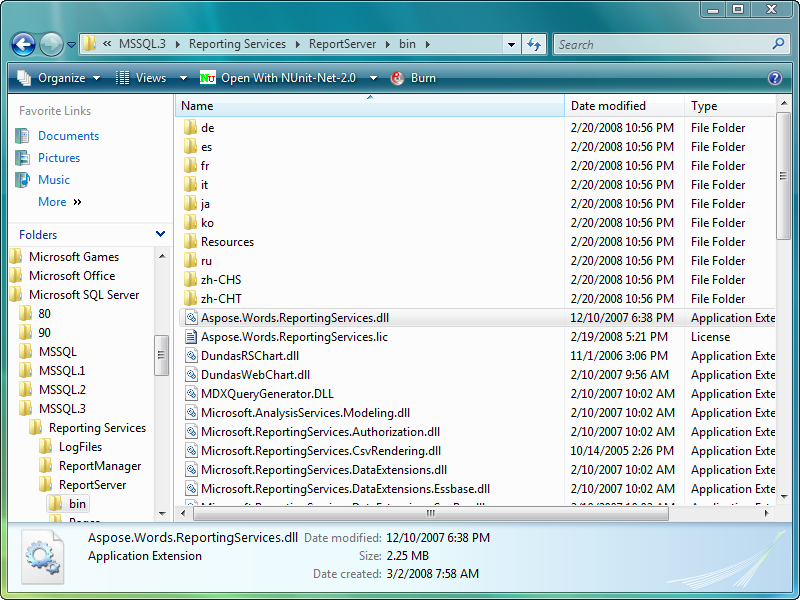 « MSSQL.3 Reporting Services ReportServer bin Search
Organize Views NU Open With NUnit-Net-2.0 Burn ?
Favorite Links
Documents
Pictures
Music
More »
Folders
Microsoft Games
Microsoft Office
Microsoft SQL Server
80
90
MSSQL
MSSQL.1
MSSQL.2
MSSQL.3
Reporting Services
LogFiles
ReportManager
ReportServer
bin
Pages
Name Date modified Type
de 2/20/2008 10:56 PM File Folder
es 2/20/2008 10:56 PM File Folder
fr 2/20/2008 10:56 PM File Folder
it 2/20/2008 10:56 PM File Folder
ja 2/20/2008 10:56 PM File Folder
ko 2/20/2008 10:56 PM File Folder
Resources 2/20/2008 10:56 PM File Folder
ru 2/20/2008 10:56 PM File Folder
zh-CHS 2/20/2008 10:56 PM File Folder
zh-CHT 2/20/2008 10:56 PM File Folder
Aspose.Words.ReportingServices.dll 12/10/2007 6:38 PM Application Exte
Aspose.Words.ReportingServices.lic 2/19/2008 5:21 PM License
DundasRSChart.dll 11/1/2006 3:06 PM Application Exte
DundasWebChart.dll 2/10/2007 9:56 AM Application Exte
MDXQueryGenerator.DLL 2/10/2007 10:02 AM Application Exte
Microsoft.AnalysisServices.Modeling.dll 2/10/2007 10:02 AM Application Exte
Microsoft.ReportingServices.Authorization.dll 2/10/2007 10:02 AM Application Exte
Microsoft.ReportingServices.CsvRendering.dll 10/14/2005 2:26 PM Application Exte
Microsoft.ReportingServices.DataExtensions.dll 2/10/2007 10:02 AM Application Exte
Microsoft.ReportingServices.DataExtensions.Essbase.dll 2/10/2007 10:02 AM Application Exte
Aspose.Words.ReportingServices.dll Date modified: 12/10/2007 6:38 PM
Application Extension Size: 2.25 MB
Date created: 3/2/2008 7:58 AM